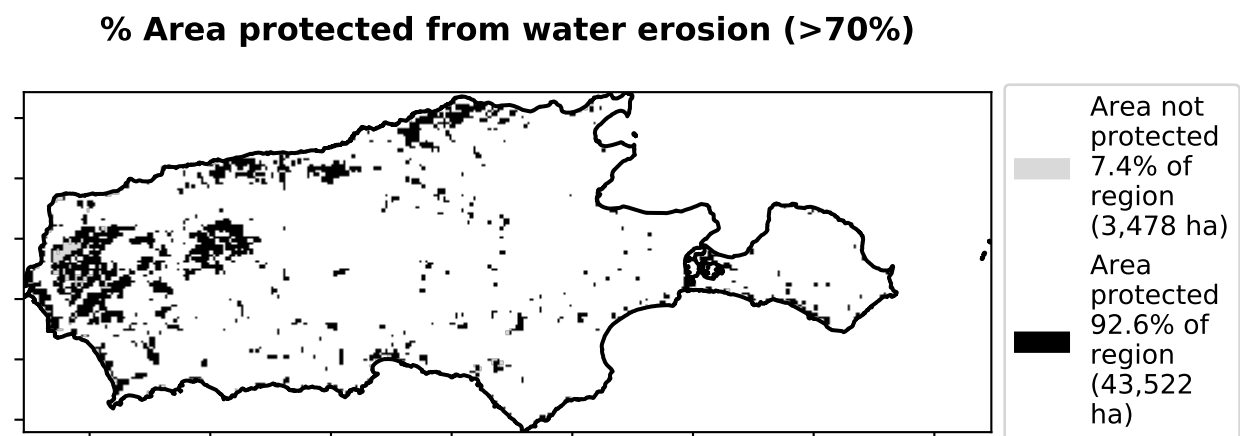 % Area protected from water erosion (>70%)
Area not
protected
7.4% of
region
(3,478 ha)
Area
protected
92.6% of
region
(43,522
ha)